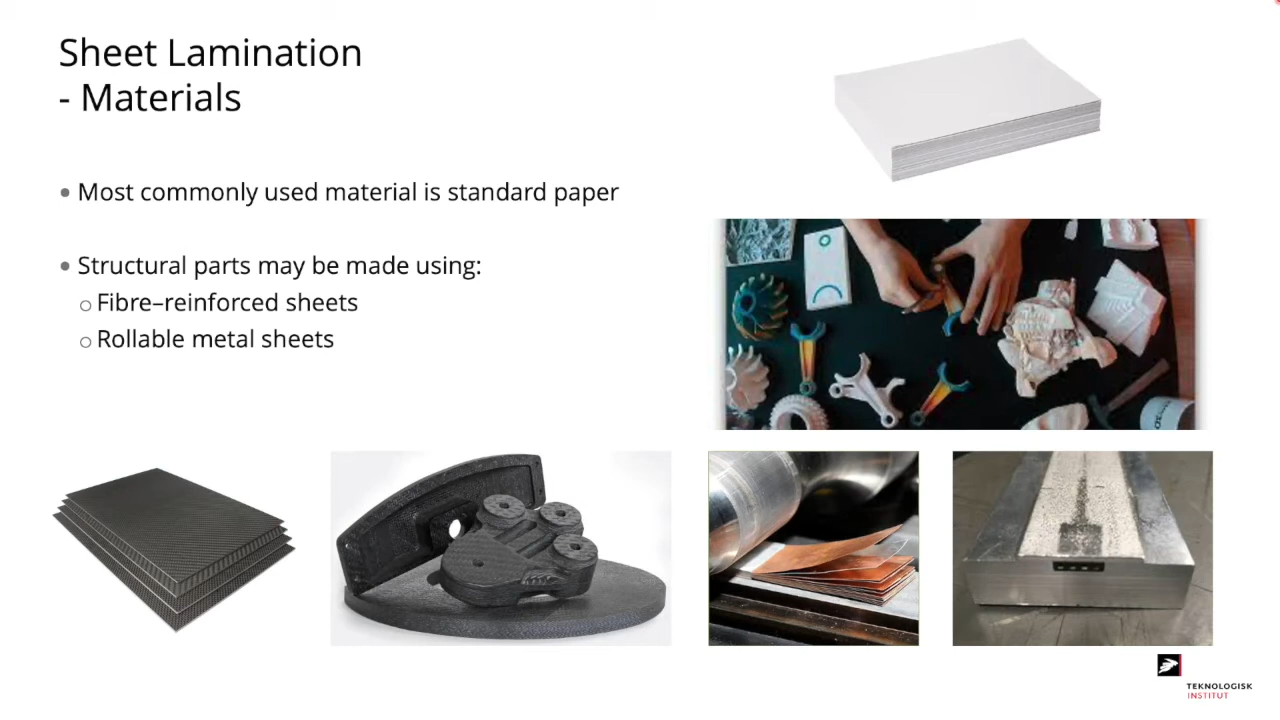 Sheet Lamination
- Materials
• Most commonly used material is standard paper
• Structural parts may be made using:
○ Fibre–reinforced sheets
○ Rollable metal sheets
TEKNOLOGISK
INSTITUT